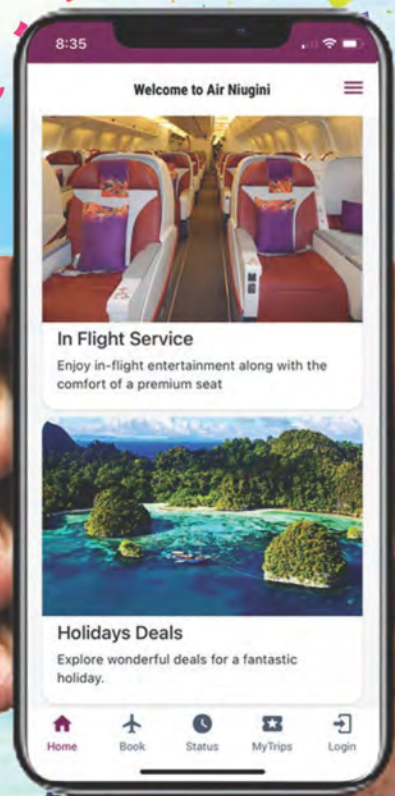 8:35
Welcome to Air Niugini
In Flight Service
Enjoy in-flight entertainment along with the
comfort of a premium seat
Holidays Deals
Explore wonderful deals for a fantastic
holiday.
Home Book Status MyTrips Login